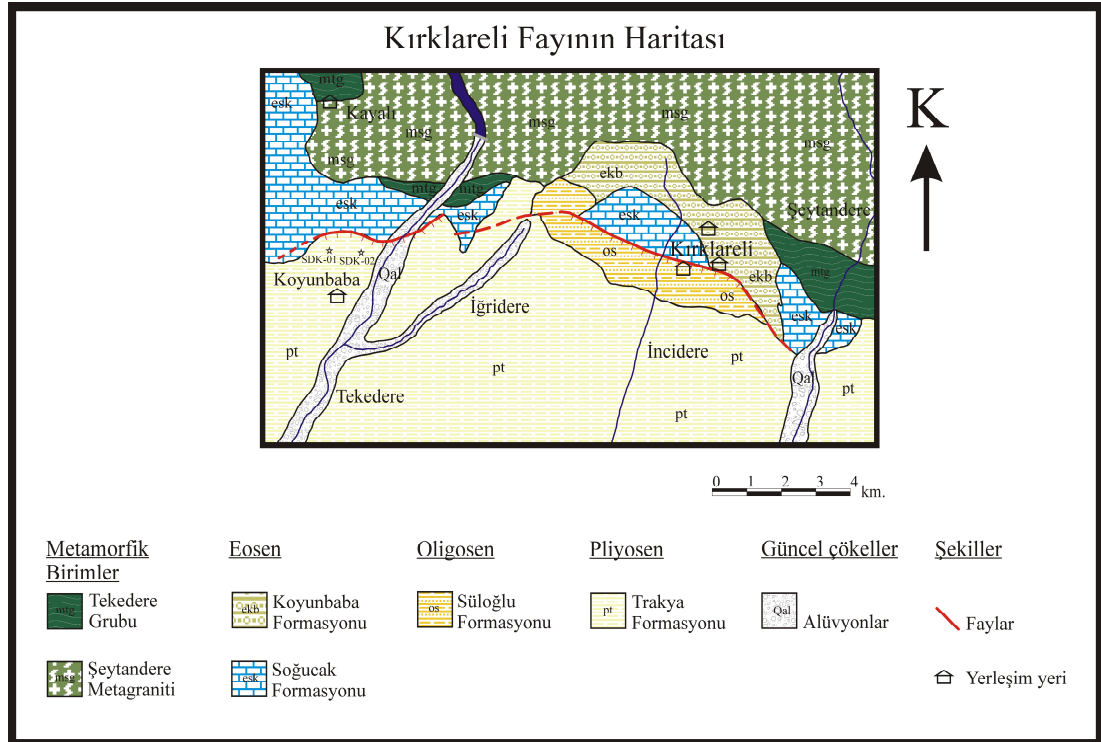 Kırklareli Fayının Haritası
mtg
esk
Kayalı
msg
msg
msg
msg
K
msg
ekb
mtg
mtg
esk
esk
esk
Şeytandere
SDK-01
SDK-02
os
Kırklareli
Koyunbaba
Qal
ekb
mtg
os
İğridere
esk
esk
pt
İncidere
pt
pt
Qal
pt
Tekedere
pt
0 1 2 3 4
km.
Metamorfik
Birimler
Eosen
Oligosen
Pliyosen
Güncel çökeller
Şekiller
mtg
Tekedere
Grubu
ekb
Koyunbaba
Formasyonu
os
Süloğlu
Formasyonu
pt
Trakya
Formasyonu
Qal
Alüvyonlar
Faylar
msg
Şeytandere
Metagraniti
esk
Soğucak
Formasyonu
Yerleşim yeri